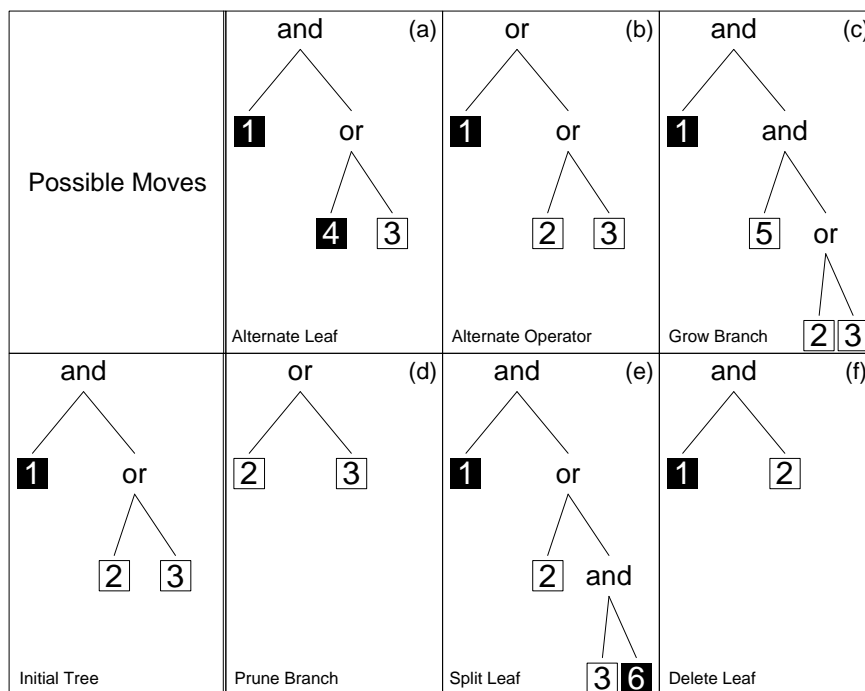 Possible Moves
and (a)
1 or
4 3
Alternate Leaf
or (b)
1 or
2 3
Alternate Operator
and (c)
1 and
5 or
2 3
Grow Branch
and
1 or
2 3
Initial Tree
or (d)
2 3
Prune Branch
and (e)
1 or
2 and
3 6
Split Leaf
and (f)
1 2
Delete Leaf